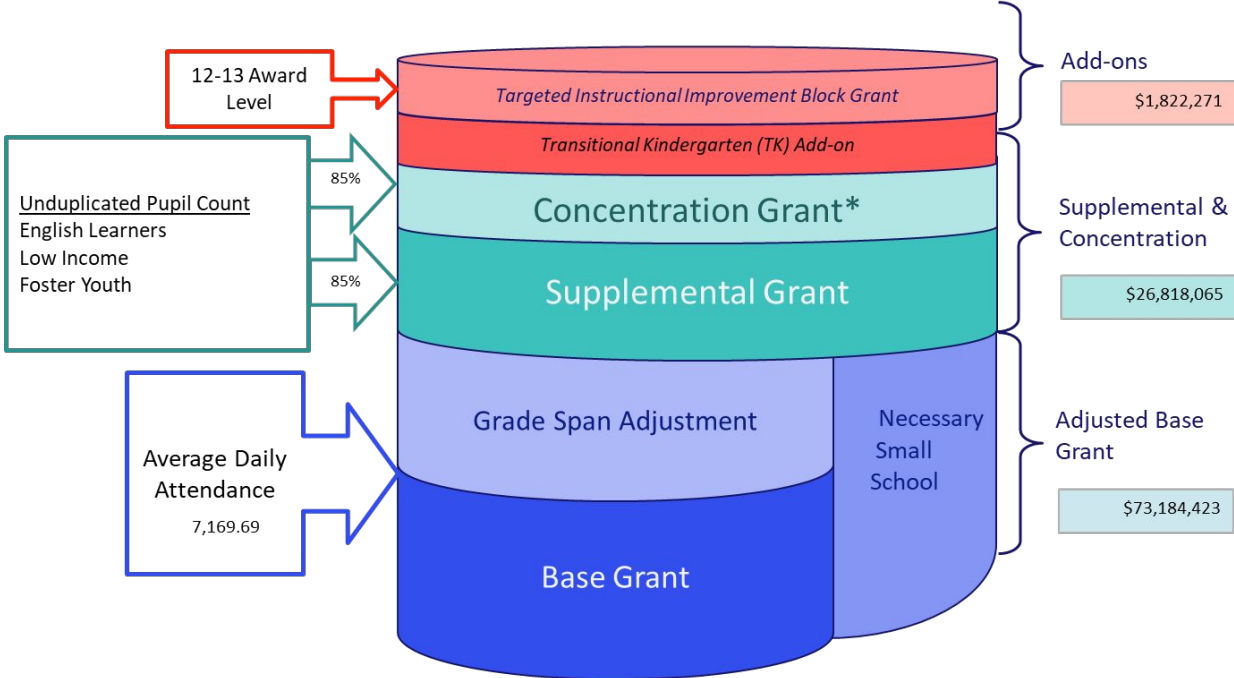 12-13 Award
Level
Targeted Instructional Improvement Block Grant
Add-ons
$1,822,271
Transitional Kindergarten (TK) Add-on
Unduplicated Pupil Count
English Learners
Low Income
Foster Youth
85%
85%
Concentration Grant*
Supplemental Grant
Supplemental &
Concentration
$26,818,065
Average Daily
Attendance
7,169.69
Grade Span Adjustment
Base Grant
Necessary
Small
School
Adjusted Base
Grant
$73,184,423